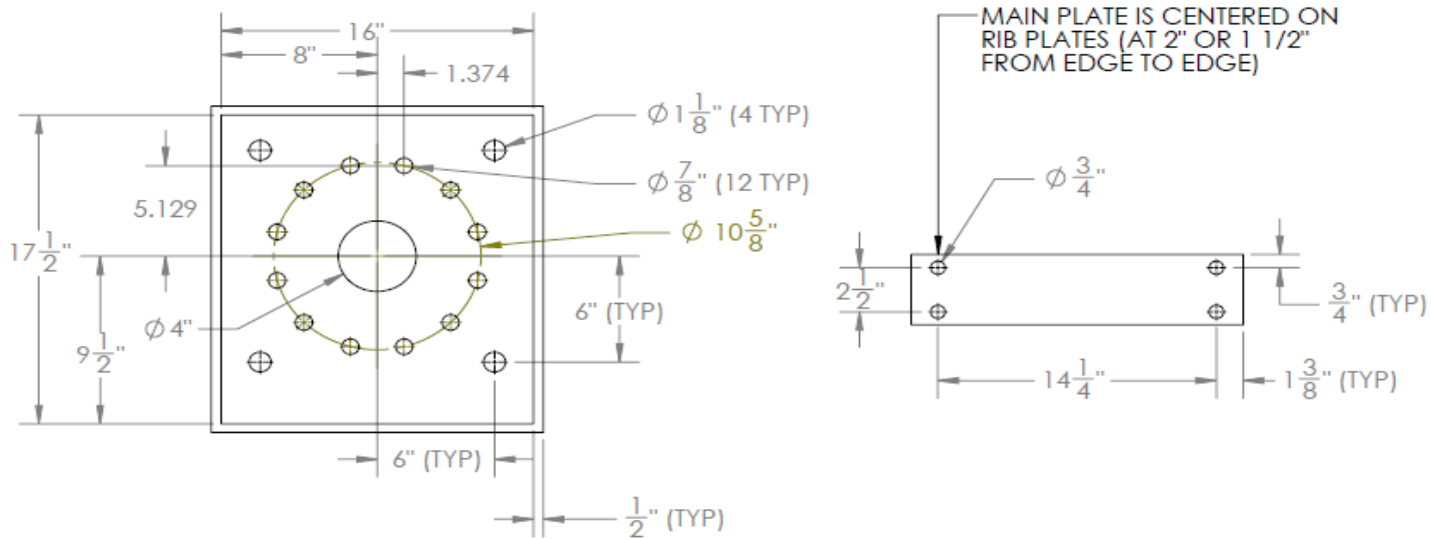 16"
8"
1.374
Ø 1 1/8" (4 TYP)
Ø 7/8" (12 TYP)
Ø 10 5/8"
5.129
17 1/2"
9 1/2"
Ø 4"
6" (TYP)
6" (TYP)
1/2" (TYP)
MAIN PLATE IS CENTERED ON
RIB PLATES (AT 2" OR 1 1/2"
FROM EDGE TO EDGE)
Ø 3/4"
2 1/2"
3/4" (TYP)
14 1/4"
1 3/8" (TYP)